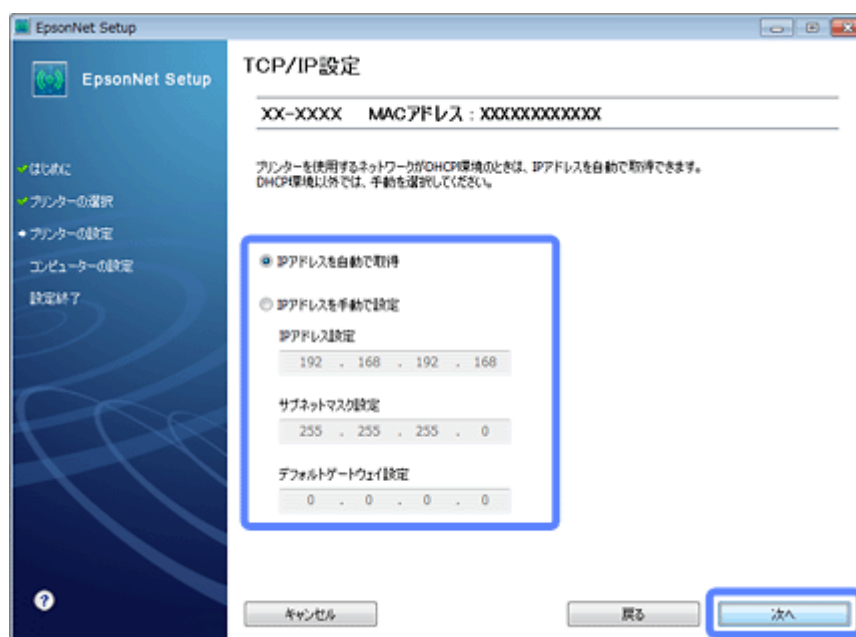 EpsonNet Setup
EpsonNet Setup
はじめに
プリンターの選択
プリンターの設定
コンピューターの設定
設定終了
TCP/IP設定
XX-XXXX MACアドレス : XXXXXXXXXXXX
プリンターを使用するネットワークがDHCP環境のときは、IPアドレスを自動で取得できます。
DHCP環境以外では、手動を選択してください。
IPアドレスを自動で取得
IPアドレスを手動で設定
IPアドレス設定
192 . 168 . 192 . 168
サブネットマスク設定
255 . 255 . 255 . 0
デフォルトゲートウェイ設定
0 . 0 . 0 . 0
?
キャンセル
戻る
次へ